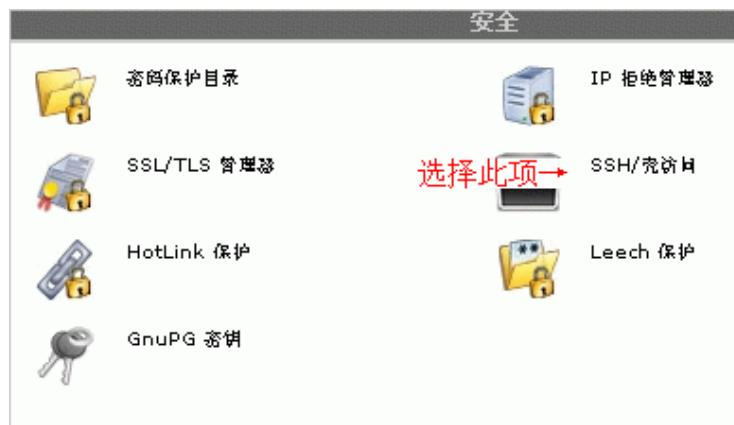 安全
密码保护目录
IP 拒绝管理器
SSL/TLS 管理器
选择此项→
SSH/壳访问
HotLink 保护
Leech 保护
GnuPG 密钥